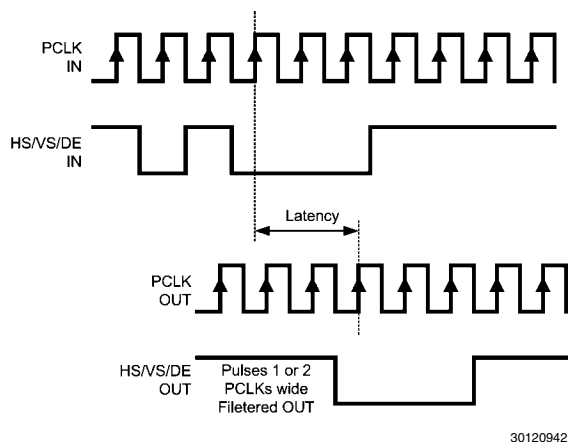 PCLK
IN
HS/VS/DE
IN
Latency
PCLK
OUT
HS/VS/DE
OUT
Pulses 1 or 2
PCLKs wide
Filetered OUT
30120942